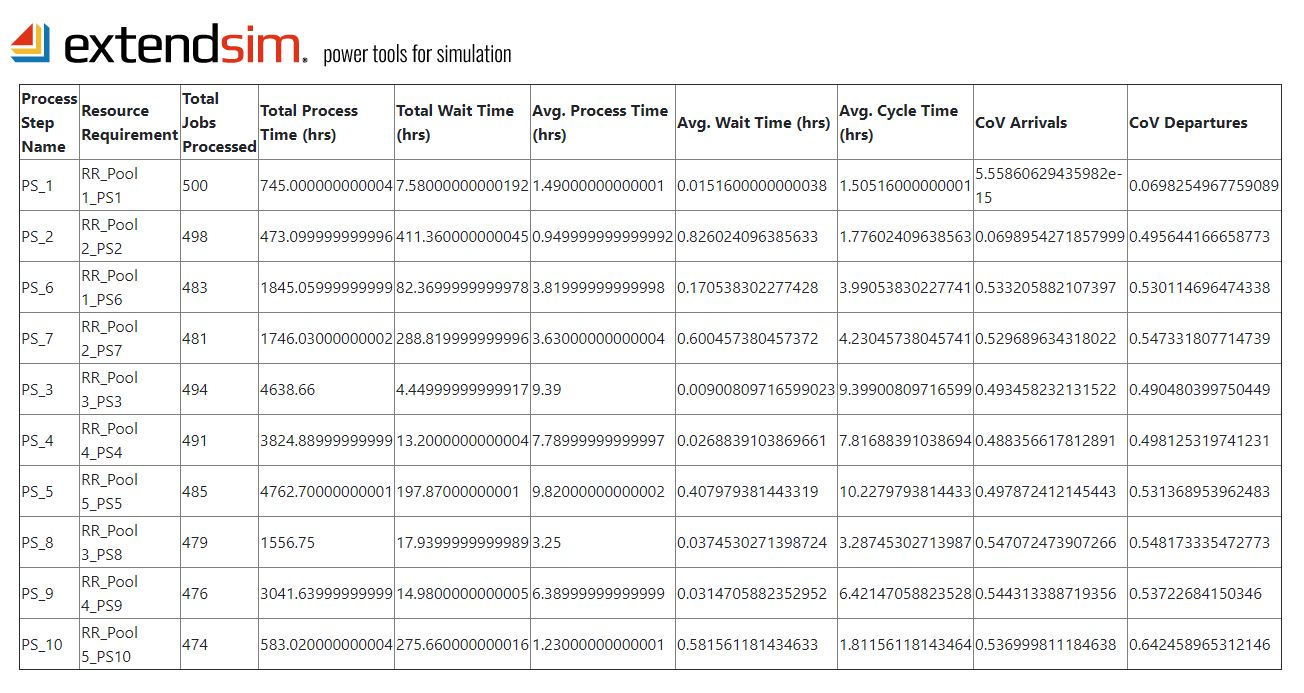 extendsim. power tools for simulation
Process Step Name | Resource Requirement | Total Jobs Processed | Total Process Time (hrs) | Total Wait Time (hrs) | Avg. Process Time (hrs) | Avg. Wait Time (hrs) | Avg. Cycle Time (hrs) | CoV Arrivals | CoV Departures
PS_1 | RR_Pool 1_PS1 | 500 | 745.000000000004 | 7.58000000000192 | 1.49000000000001 | 0.0151600000000038 | 1.50516000000001 | 5.55860629435982e-15 | 0.0698254967759089
PS_2 | RR_Pool 2_PS2 | 498 | 473.099999999996 | 411.360000000045 | 0.949999999999992 | 0.826024096385633 | 1.77602409638563 | 0.0698954271857999 | 0.495644166658773
PS_6 | RR_Pool 1_PS6 | 483 | 1845.05999999999 | 82.3699999999978 | 3.81999999999998 | 0.170538302277428 | 3.99053830227741 | 0.533205882107397 | 0.530114696474338
PS_7 | RR_Pool 2_PS7 | 481 | 1746.03000000002 | 288.819999999996 | 3.63000000000004 | 0.600457380457372 | 4.23045738045741 | 0.529689634318022 | 0.547331807714739
PS_3 | RR_Pool 3_PS3 | 494 | 4638.66 | 4.44999999999917 | 9.39 | 0.00900809716599023 | 9.39900809716599 | 0.493458232131522 | 0.490480399750449
PS_4 | RR_Pool 4_PS4 | 491 | 3824.88999999999 | 13.2000000000004 | 7.78999999999997 | 0.0268839103869661 | 7.81688391038694 | 0.488356617812891 | 0.498125319741231
PS_5 | RR_Pool 5_PS5 | 485 | 4762.70000000001 | 197.87000000001 | 9.82000000000002 | 0.407979381443319 | 10.2279793814433 | 0.497872412145443 | 0.531368953962483
PS_8 | RR_Pool 3_PS8 | 479 | 1556.75 | 17.9399999999989 | 3.25 | 0.0374530271398724 | 3.28745302713987 | 0.547072473907266 | 0.548173335472773
PS_9 | RR_Pool 4_PS9 | 476 | 3041.63999999999 | 14.9800000000005 | 6.38999999999999 | 0.0314705882352952 | 6.42147058823528 | 0.544313388719356 | 0.53722684150346
PS_10 | RR_Pool 5_PS10 | 474 | 583.020000000004 | 275.660000000016 | 1.23000000000001 | 0.581561181434633 | 1.81156118143464 | 0.536999811184638 | 0.642458965312146